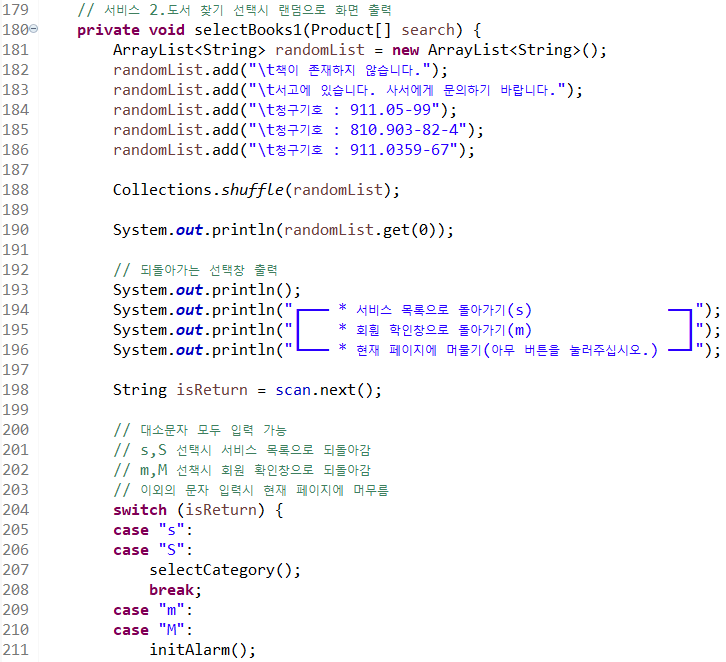 179 // 서비스 2.도서 찾기 선택시 랜덤으로 화면 출력
180 private void selectBooks1(Product[] search) {
181 ArrayList<String> randomList = new ArrayList<String>();
182 randomList.add("\t책이 존재하지 않습니다.");
183 randomList.add("\t서고에 있습니다. 사서에게 문의하기 바랍니다.");
184 randomList.add("\t청구기호 : 911.05-99");
185 randomList.add("\t청구기호 : 810.903-82-4");
186 randomList.add("\t청구기호 : 911.0359-67");
187
188 Collections.shuffle(randomList);
189
190 System.out.println(randomList.get(0));
191
192 // 되돌아가는 선택창 출력
193 System.out.println();
194 System.out.println("┏━━ * 서비스 목록으로 돌아가기(s) ━┓");
195 System.out.println("┃ * 회원 확인창으로 돌아가기(m) ┃");
196 System.out.println("┗━━ * 현재 페이지에 머물기(아무 버튼을 눌러주십시오.) ━┛");
197
198 String isReturn = scan.next();
199
200 // 대소문자 모두 입력 가능
201 // s,S 선택시 서비스 목록으로 되돌아감
202 // m,M 선책시 회원 확인창으로 되돌아감
203 // 이외의 문자 입력시 현재 페이지에 머무름
204 switch (isReturn) {
205 case "s":
206 case "S":
207 selectCategory();
208 break;
209 case "m":
210 case "M":
211 initAlarm();